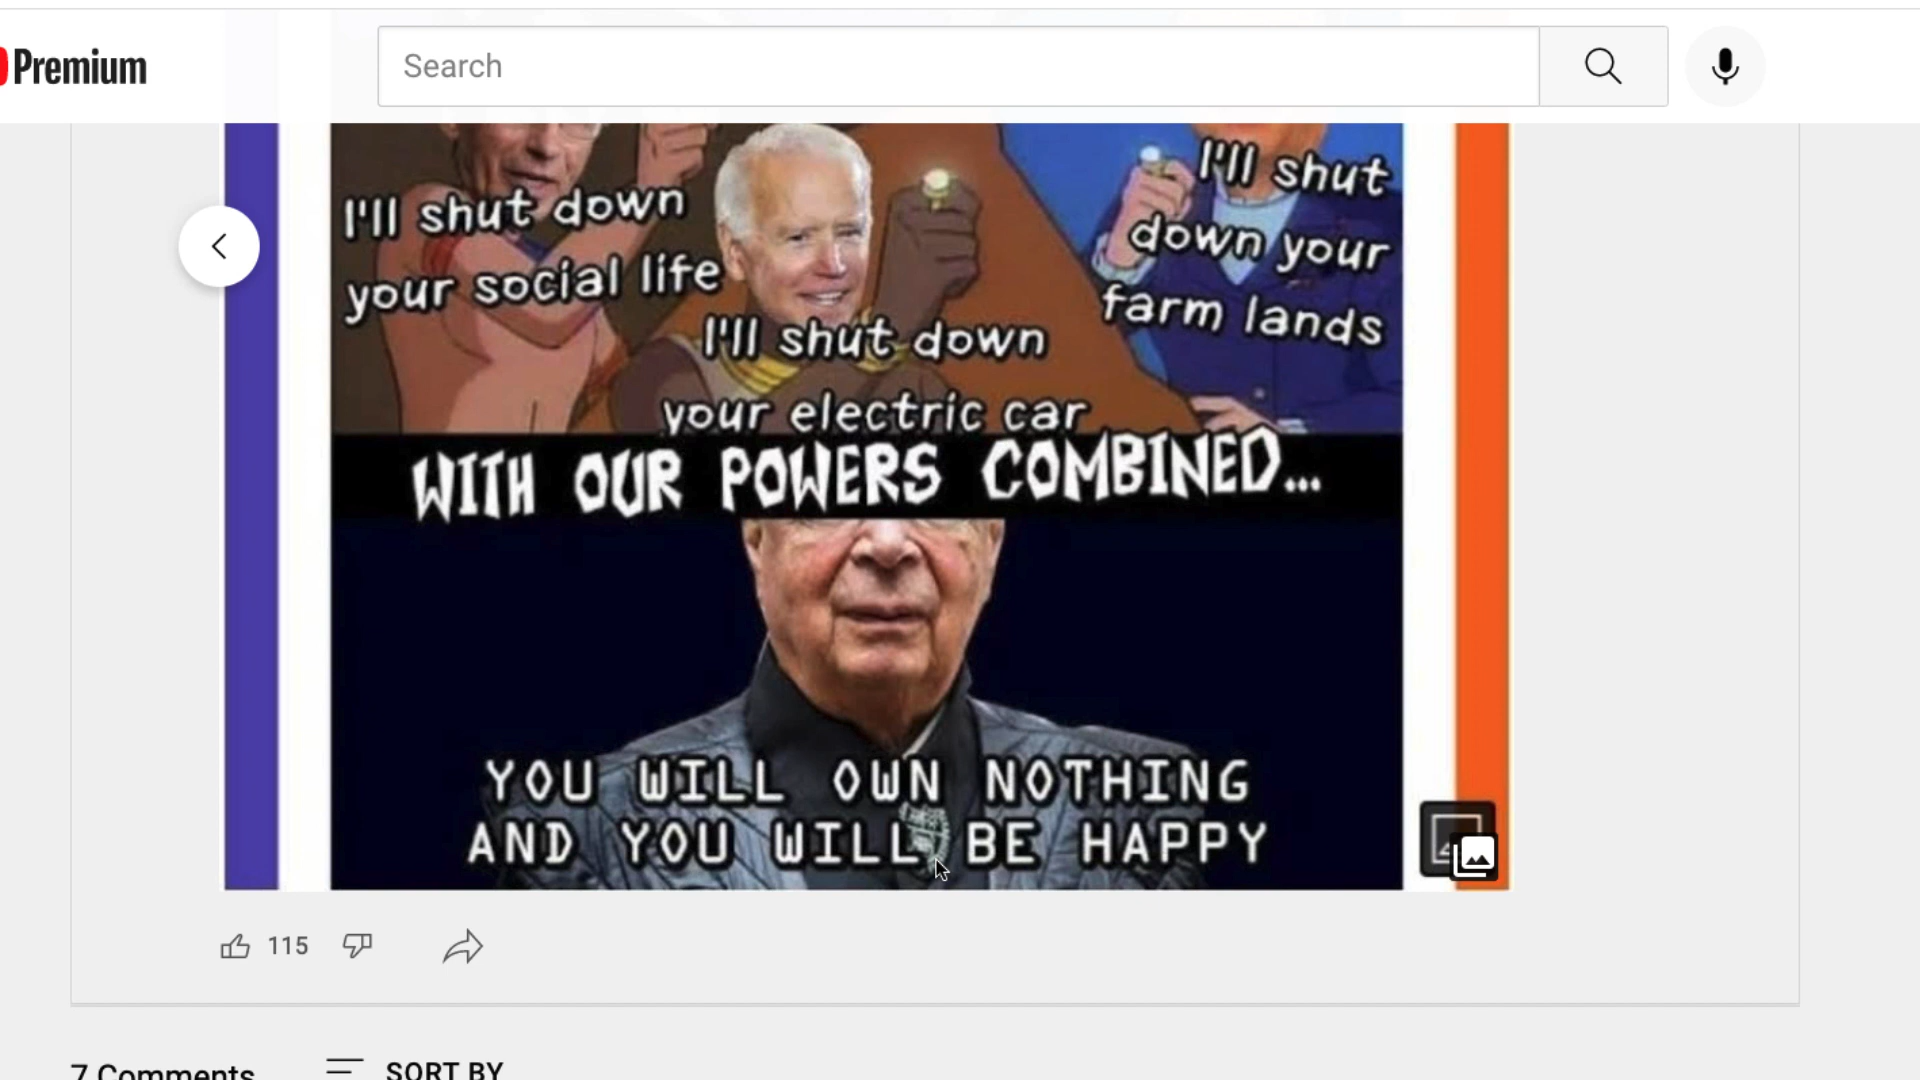 Premium
Search
I'll shut down
your social life
I'll shut down
your electric car
I'll shut
down your
farm lands
WITH OUR POWERS COMBINED...
YOU WILL OWN NOTHING
AND YOU WILL BE HAPPY
115
7 Comments
SORT BY